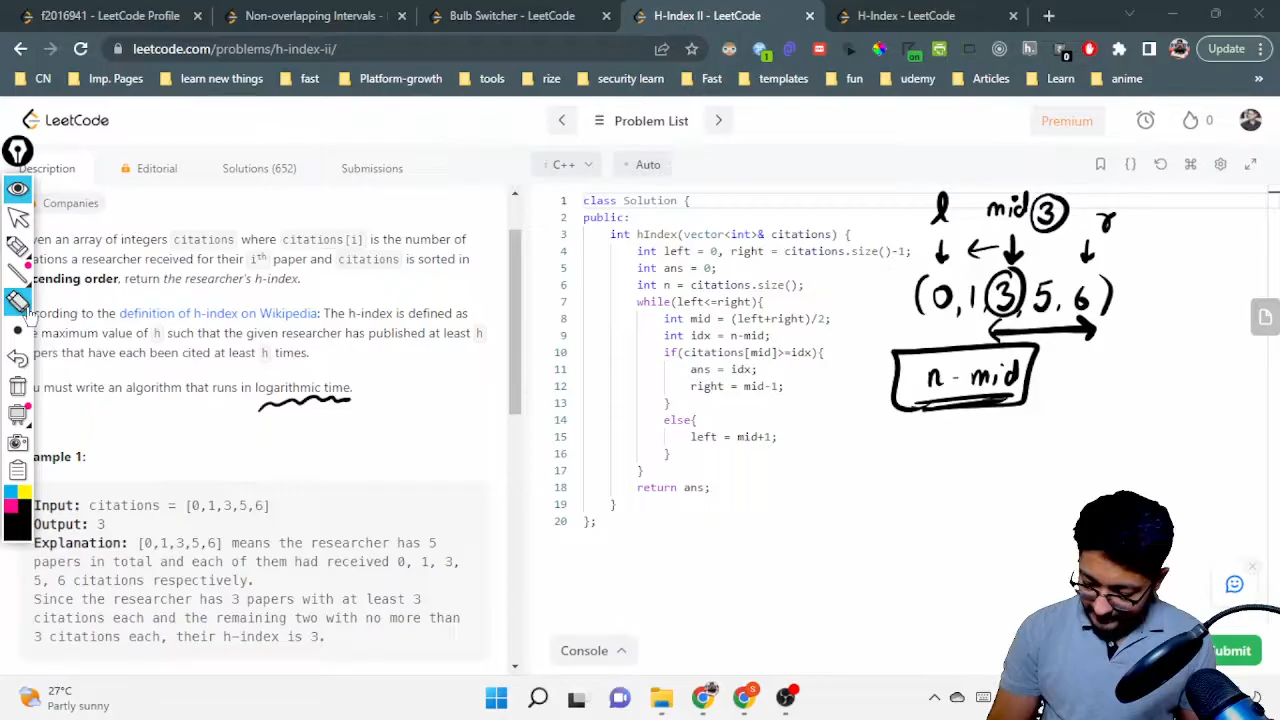 f2016941 - LeetCode Profile
Non-overlapping Intervals -
Bulb Switcher - LeetCode
H-Index II - LeetCode
H-Index - LeetCode
leetcode.com/problems/h-index-ii/
Update
CN
Imp. Pages
learn new things
fast
Platform-growth
tools
rise
security learn
Fast
templates
fun
udemy
Articles
Learn
anime
LeetCode
Problem List
Premium
0
Description
Editorial
Solutions (652)
Submissions
C++
Auto
Companies
ven an array of integers citations where citations[i] is the number of
ations a researcher received for their ith paper and citations is sorted in
cending order, return the researcher's h-index.
cording to the definition of h-index on Wikipedia: The h-index is defined as
e maximum value of h such that the given researcher has published at least h
pers that have each been cited at least h times.
u must write an algorithm that runs in logarithmic time.
ample 1:
Input: citations = [0,1,3,5,6]
Output: 3
Explanation: [0,1,3,5,6] means the researcher has 5
papers in total and each of them had received 0, 1, 3,
5, 6 citations respectively.
Since the researcher has 3 papers with at least 3
citations each and the remaining two with no more than
3 citations each, their h-index is 3.
1 class Solution {
2 public:
3 int hIndex(vector<int>& citations) {
4 int left = 0, right = citations.size()-1;
5 int ans = 0;
6 int n = citations.size();
7 while(left<=right){
8 int mid = (left+right)/2;
9 int idx = n-mid;
10 if(citations[mid]>=idx){
11 ans = idx;
12 right = mid-1;
13 }
14 else{
15 left = mid+1;
16 }
17 }
18 return ans;
19 }
20 };
l mid 3 r
(0, 1, 3, 5, 6)
n - mid
Console
ubmit
27°C
Partly sunny